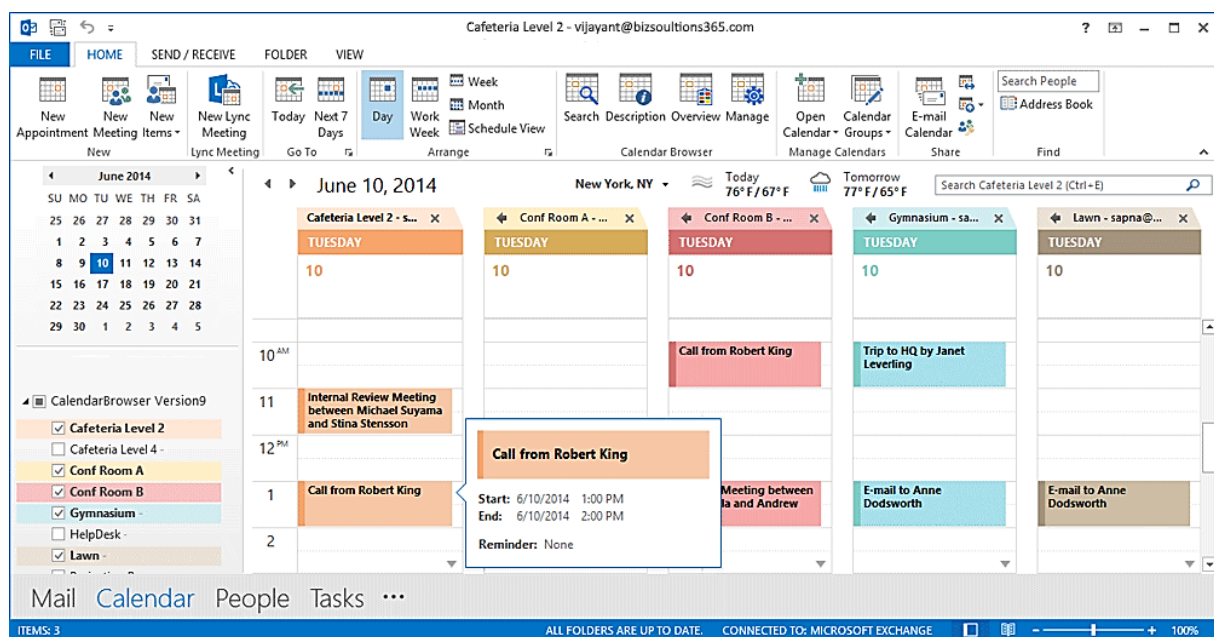 Cafeteria Level 2 - vijayant@bizsoultions365.com
FILE HOME SEND / RECEIVE FOLDER VIEW
New Appointment
New Meeting
New Items
New
New Lync Meeting
Lync Meeting
Today
Next 7 Days
Go To
Day
Work Week
Week
Month
Schedule View
Arrange
Search
Description
Overview
Manage
Calendar Browser
Open Calendar
Calendar Groups
Manage Calendars
E-mail Calendar
Share
Search People
Address Book
Find
June 2014
SU MO TU WE TH FR SA
25 26 27 28 29 30 31
1 2 3 4 5 6 7
8 9 10 11 12 13 14
15 16 17 18 19 20 21
22 23 24 25 26 27 28
29 30 1 2 3 4 5
CalendarBrowser Version9
Cafeteria Level 2
Cafeteria Level 4 -
Conf Room A
Conf Room B
Gymnasium -
HelpDesk -
Lawn -
June 10, 2014
New York, NY
Today
76° F / 67° F
Tomorrow
77° F / 65° F
Search Cafeteria Level 2 (Ctrl+E)
Cafeteria Level 2 - s...
Conf Room A - ...
Conf Room B - ...
Gymnasium - sa...
Lawn - sapna@...
TUESDAY TUESDAY TUESDAY TUESDAY TUESDAY
10 10 10 10 10
10 AM
Call from Robert King
Trip to HQ by Janet
Leverling
11
Internal Review Meeting
between Michael Suyama
and Stina Stensson
12 PM
1
Call from Robert King
Call from Robert King
Start: 6/10/2014 1:00 PM
End: 6/10/2014 2:00 PM
Reminder: None
Meeting between
la and Andrew
E-mail to Anne
Dodsworth
E-mail to Anne
Dodsworth
2
Mail Calendar People Tasks •••
ITEMS: 3
ALL FOLDERS ARE UP TO DATE.
CONNECTED TO: MICROSOFT EXCHANGE
100%